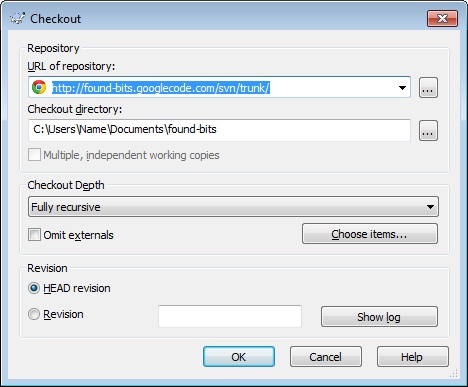 Checkout
Repository
URL of repository:
http://found-bits.googlecode.com/svn/trunk/
...
Checkout directory:
C:\Users\Name\Documents\found-bits
...
Multiple, independent working copies
Checkout Depth
Fully recursive
Omit externals
Choose items...
Revision
HEAD revision
Revision
Show log
OK
Cancel
Help